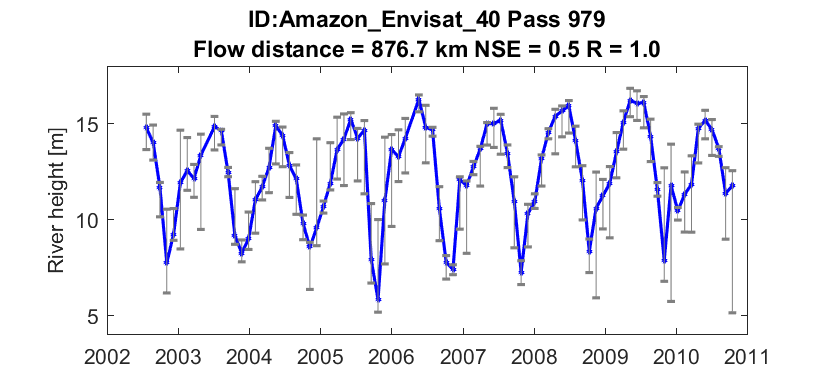 ID:Amazon_Envisat_40 Pass 979
Flow distance = 876.7 km NSE = 0.5 R = 1.0
River height [m]
15
10
5
2002 2003 2004 2005 2006 2007 2008 2009 2010 2011